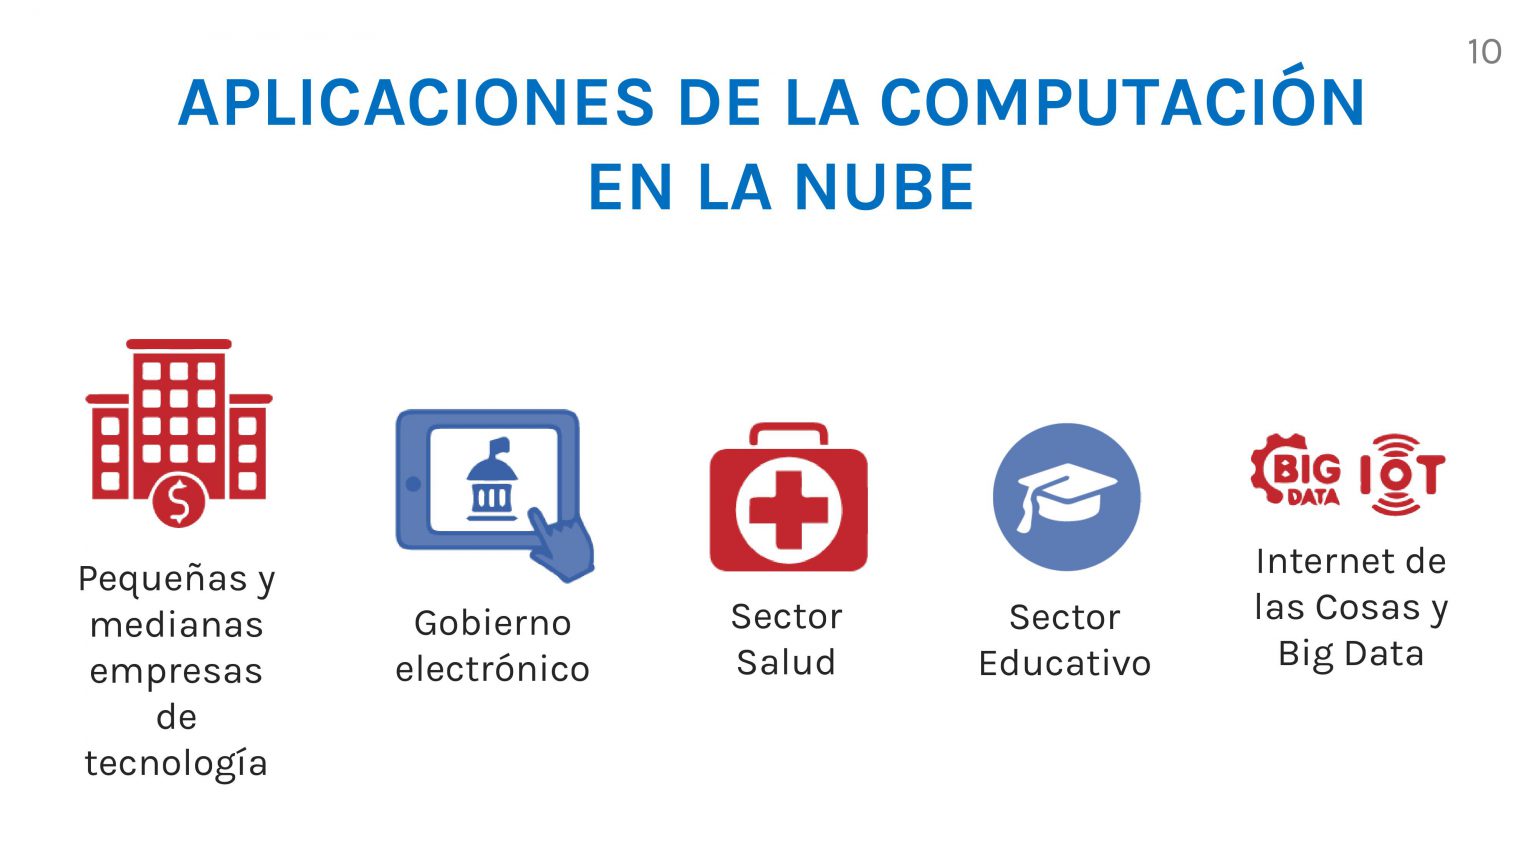 10
APLICACIONES DE LA COMPUTACIÓN
EN LA NUBE
$
Pequeñas y
medianas
empresas
de
tecnología
Gobierno
electrónico
Sector
Salud
Sector
Educativo
BIG
DATA
IOT
Internet de
las Cosas y
Big Data